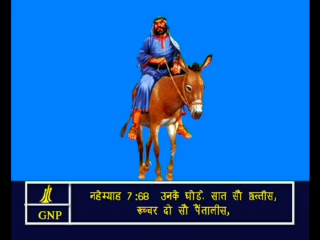 नहेम्याह 7:68 उनके घोड़े सात सौ छत्तीस,
खच्चर दो सौ पैंतालीस,
GNP